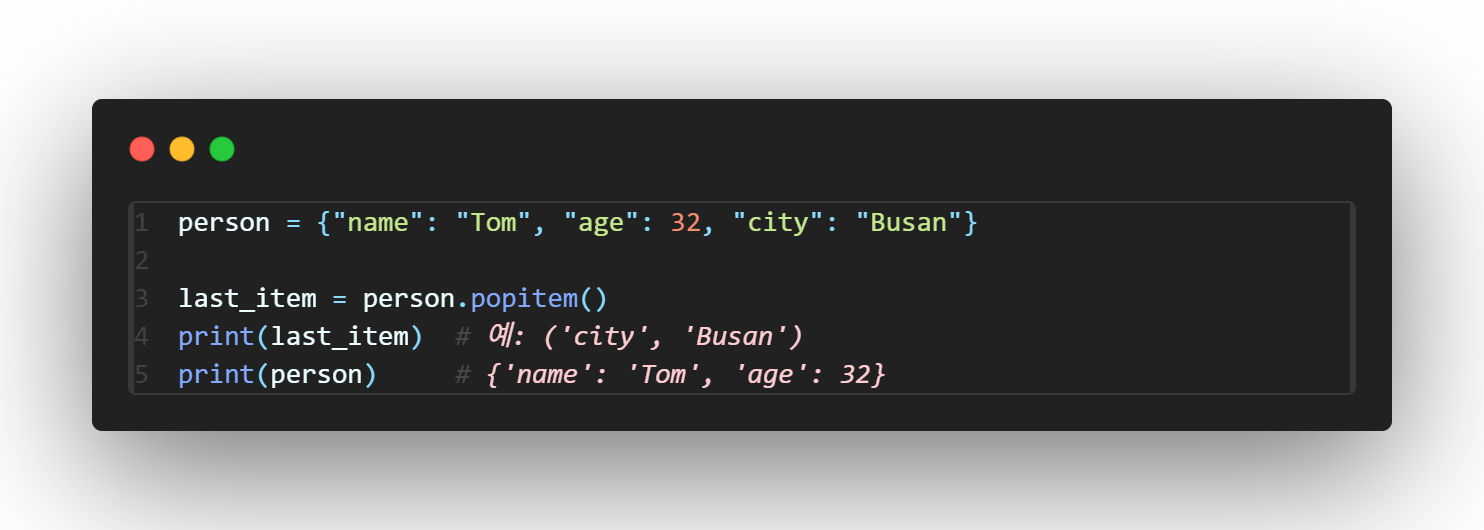 1 person = {"name": "Tom", "age": 32, "city": "Busan"}
2
3 last_item = person.popitem()
4 print(last_item)  # 예: ('city', 'Busan')
5 print(person)     # {'name': 'Tom', 'age': 32}